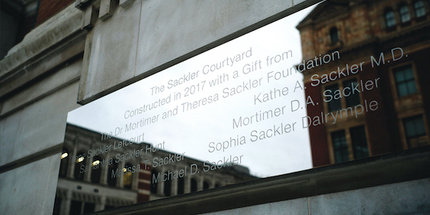 The Sackler Courtyard
Constructed in 2017 with a Gift from
The Dr Mortimer and Theresa Sackler Foundation
Sackler Lefcourt Kathe A. Sackler M.D.
Sackler Hunt Mortimer D.A. Sackler
Marissa T. Sackler Sophia Sackler Dalrymple
Michael D. Sackler